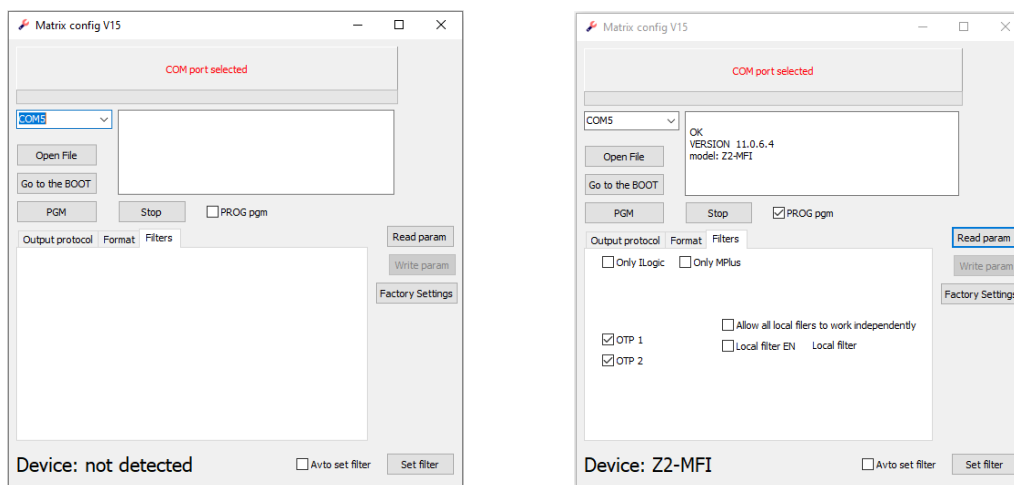 Matrix config V15
COM port selected
COM5
Open File
Go to the BOOT
PGM
Stop
PROG pgm
Output protocol
Format
Filters
Read param
Write param
Factory Settings
Device: not detected
Avto set filter
Set filter
Matrix config V15
COM port selected
COM5
OK
VERSION 11.0.6.4
model: Z2-MFI
Open File
Go to the BOOT
PGM
Stop
PROG pgm
Output protocol
Format
Filters
Read param
Only ILogic
Only MPlus
Write param
Factory Settings
Allow all local filers to work independently
OTP 1
Local filter EN
Local filter
OTP 2
Device: Z2-MFI
Avto set filter
Set filter